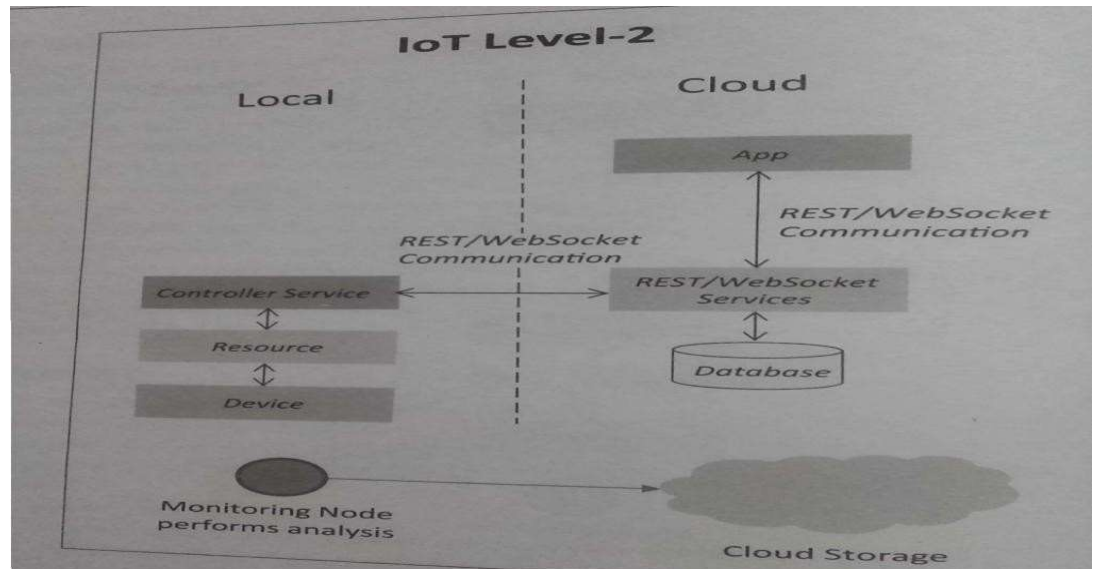 IoT Level-2
Local
Cloud
App
REST/WebSocket
Communication
REST/WebSocket
Communication
Controller Service
REST/WebSocket
Services
Resource
Database
Device
Monitoring Node
performs analysis
Cloud Storage